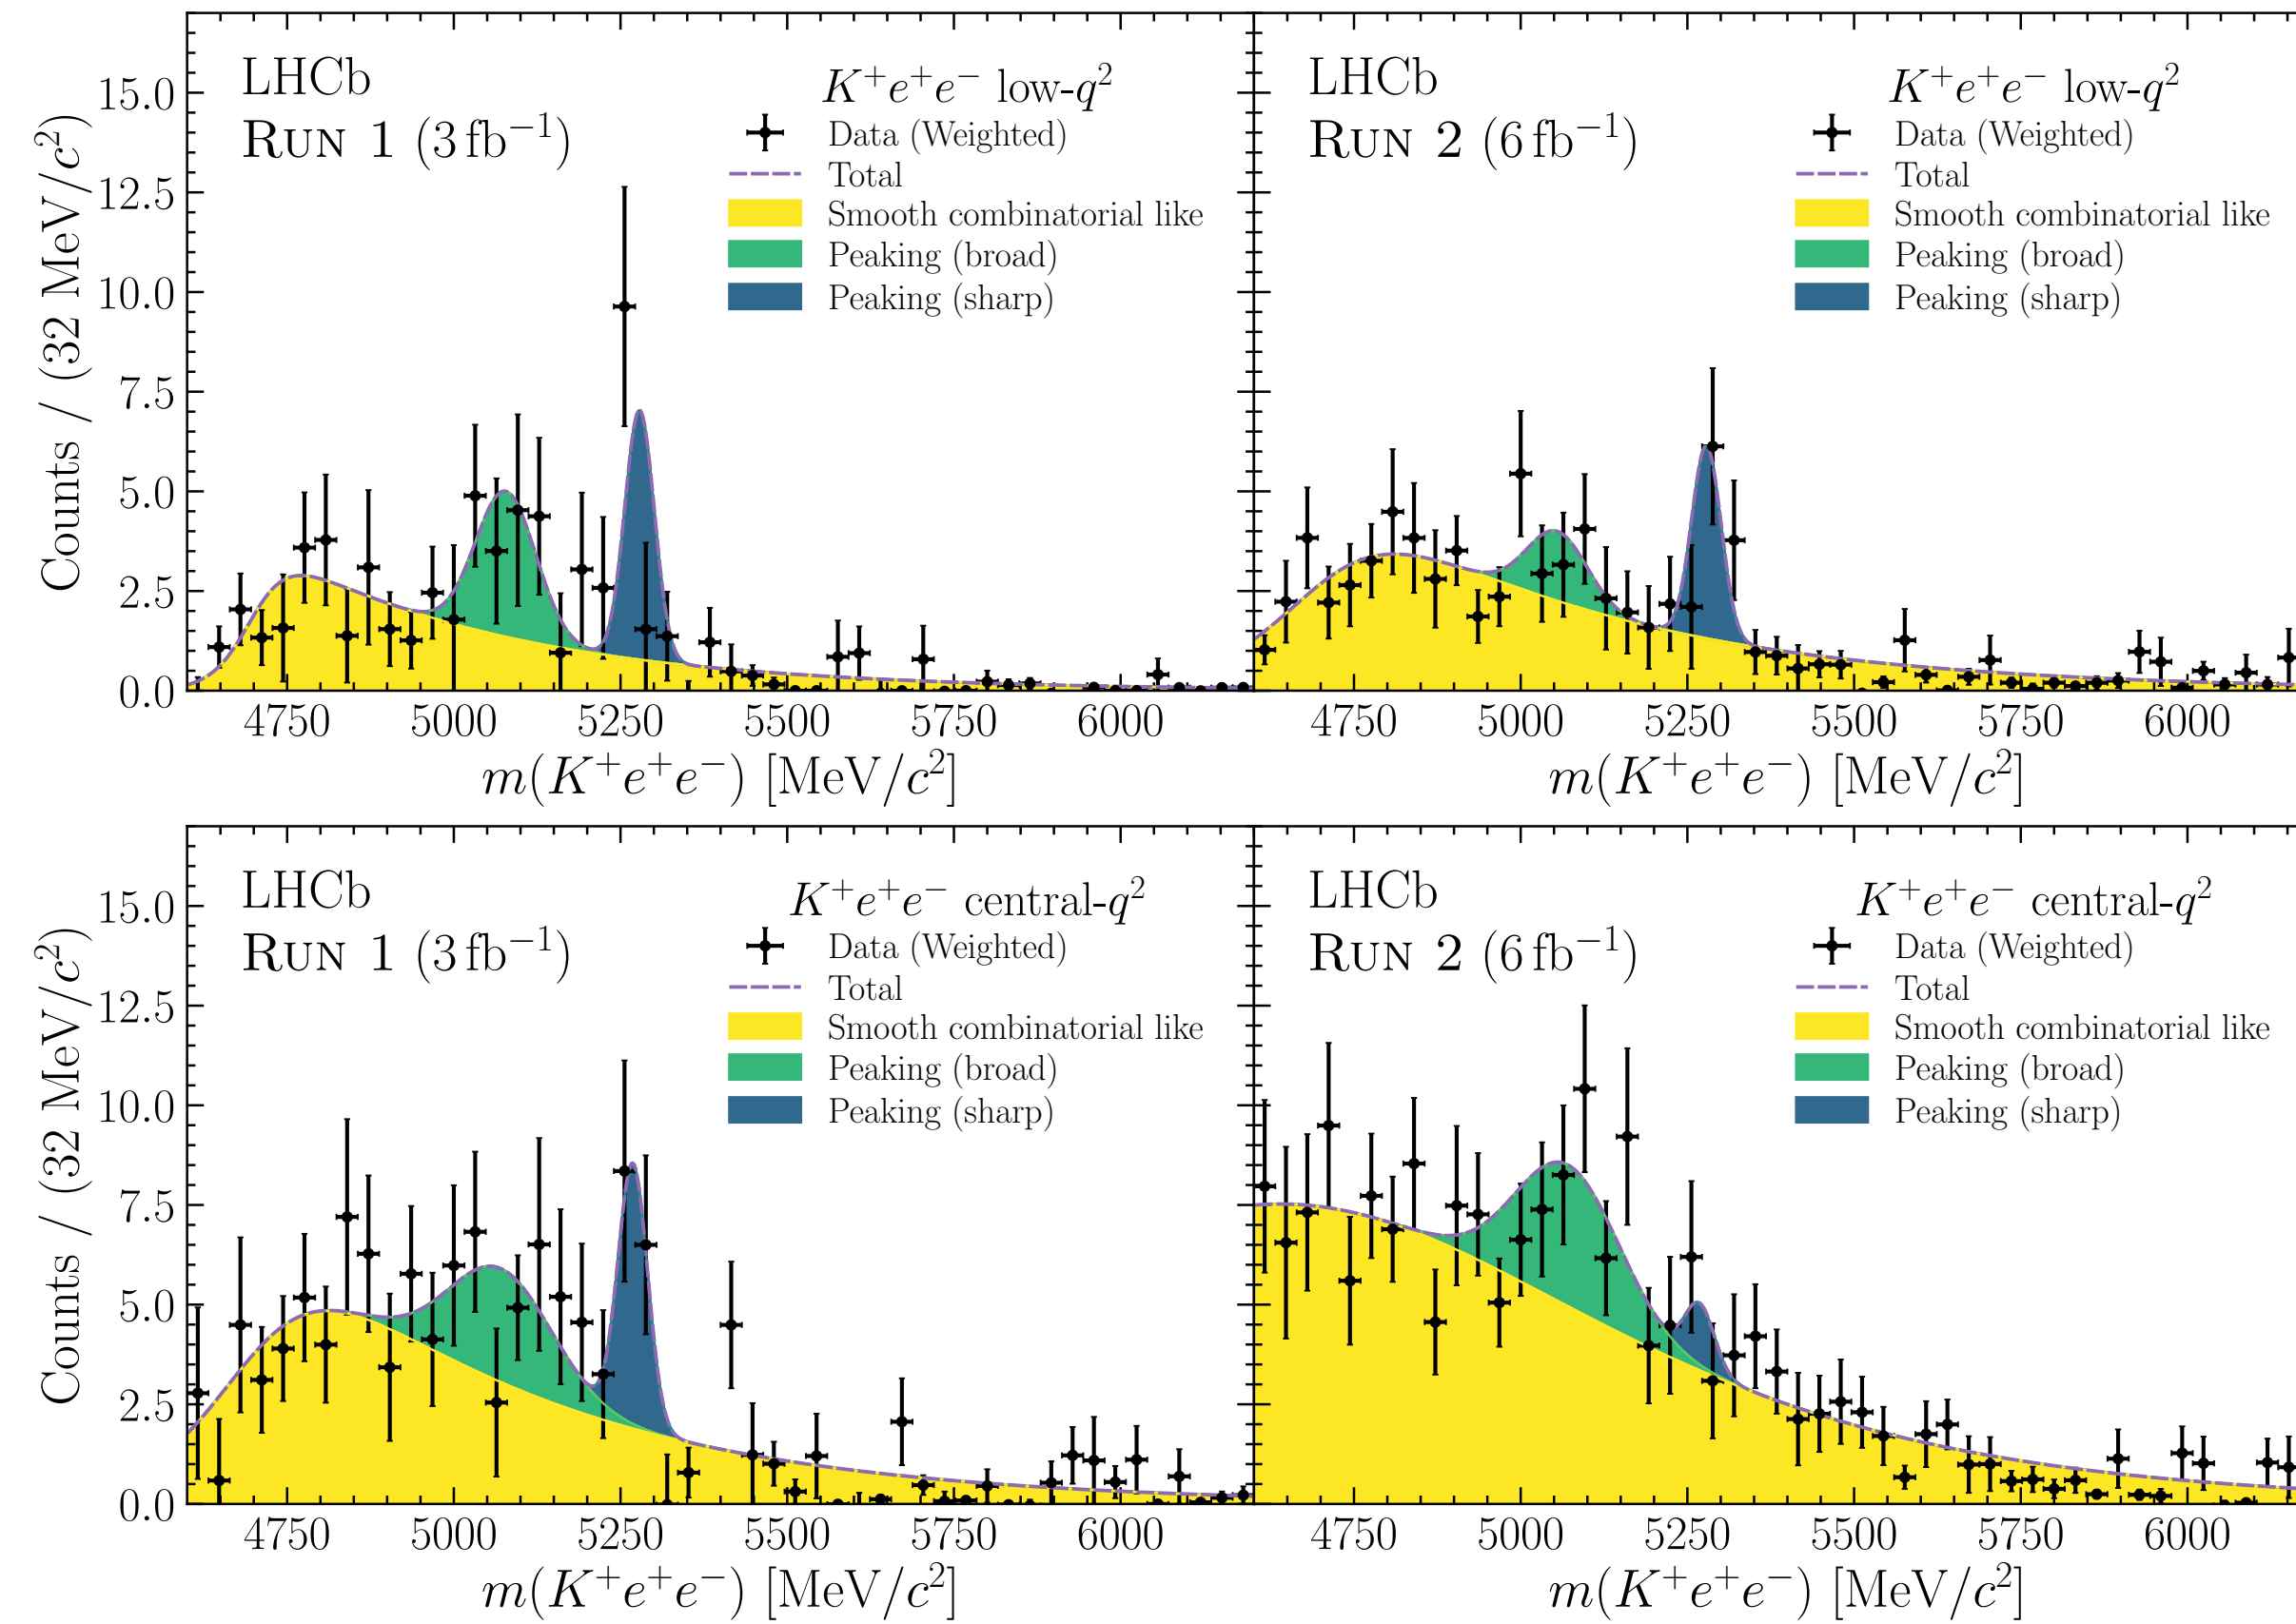 LHCb
RUN 1 (3 fb⁻¹)
K⁺e⁺e⁻ low-q²
Data (Weighted)
Total
Smooth combinatorial like
Peaking (broad)
Peaking (sharp)
Counts / (32 MeV/c²)
15.0
12.5
10.0
7.5
5.0
2.5
0.0
4750 5000 5250 5500 5750 6000
m(K⁺e⁺e⁻) [MeV/c²]
LHCb
RUN 2 (6 fb⁻¹)
K⁺e⁺e⁻ low-q²
Data (Weighted)
Total
Smooth combinatorial like
Peaking (broad)
Peaking (sharp)
4750 5000 5250 5500 5750 6000
m(K⁺e⁺e⁻) [MeV/c²]
LHCb
RUN 1 (3 fb⁻¹)
K⁺e⁺e⁻ central-q²
Data (Weighted)
Total
Smooth combinatorial like
Peaking (broad)
Peaking (sharp)
Counts / (32 MeV/c²)
15.0
12.5
10.0
7.5
5.0
2.5
0.0
4750 5000 5250 5500 5750 6000
m(K⁺e⁺e⁻) [MeV/c²]
LHCb
RUN 2 (6 fb⁻¹)
K⁺e⁺e⁻ central-q²
Data (Weighted)
Total
Smooth combinatorial like
Peaking (broad)
Peaking (sharp)
4750 5000 5250 5500 5750 6000
m(K⁺e⁺e⁻) [MeV/c²]